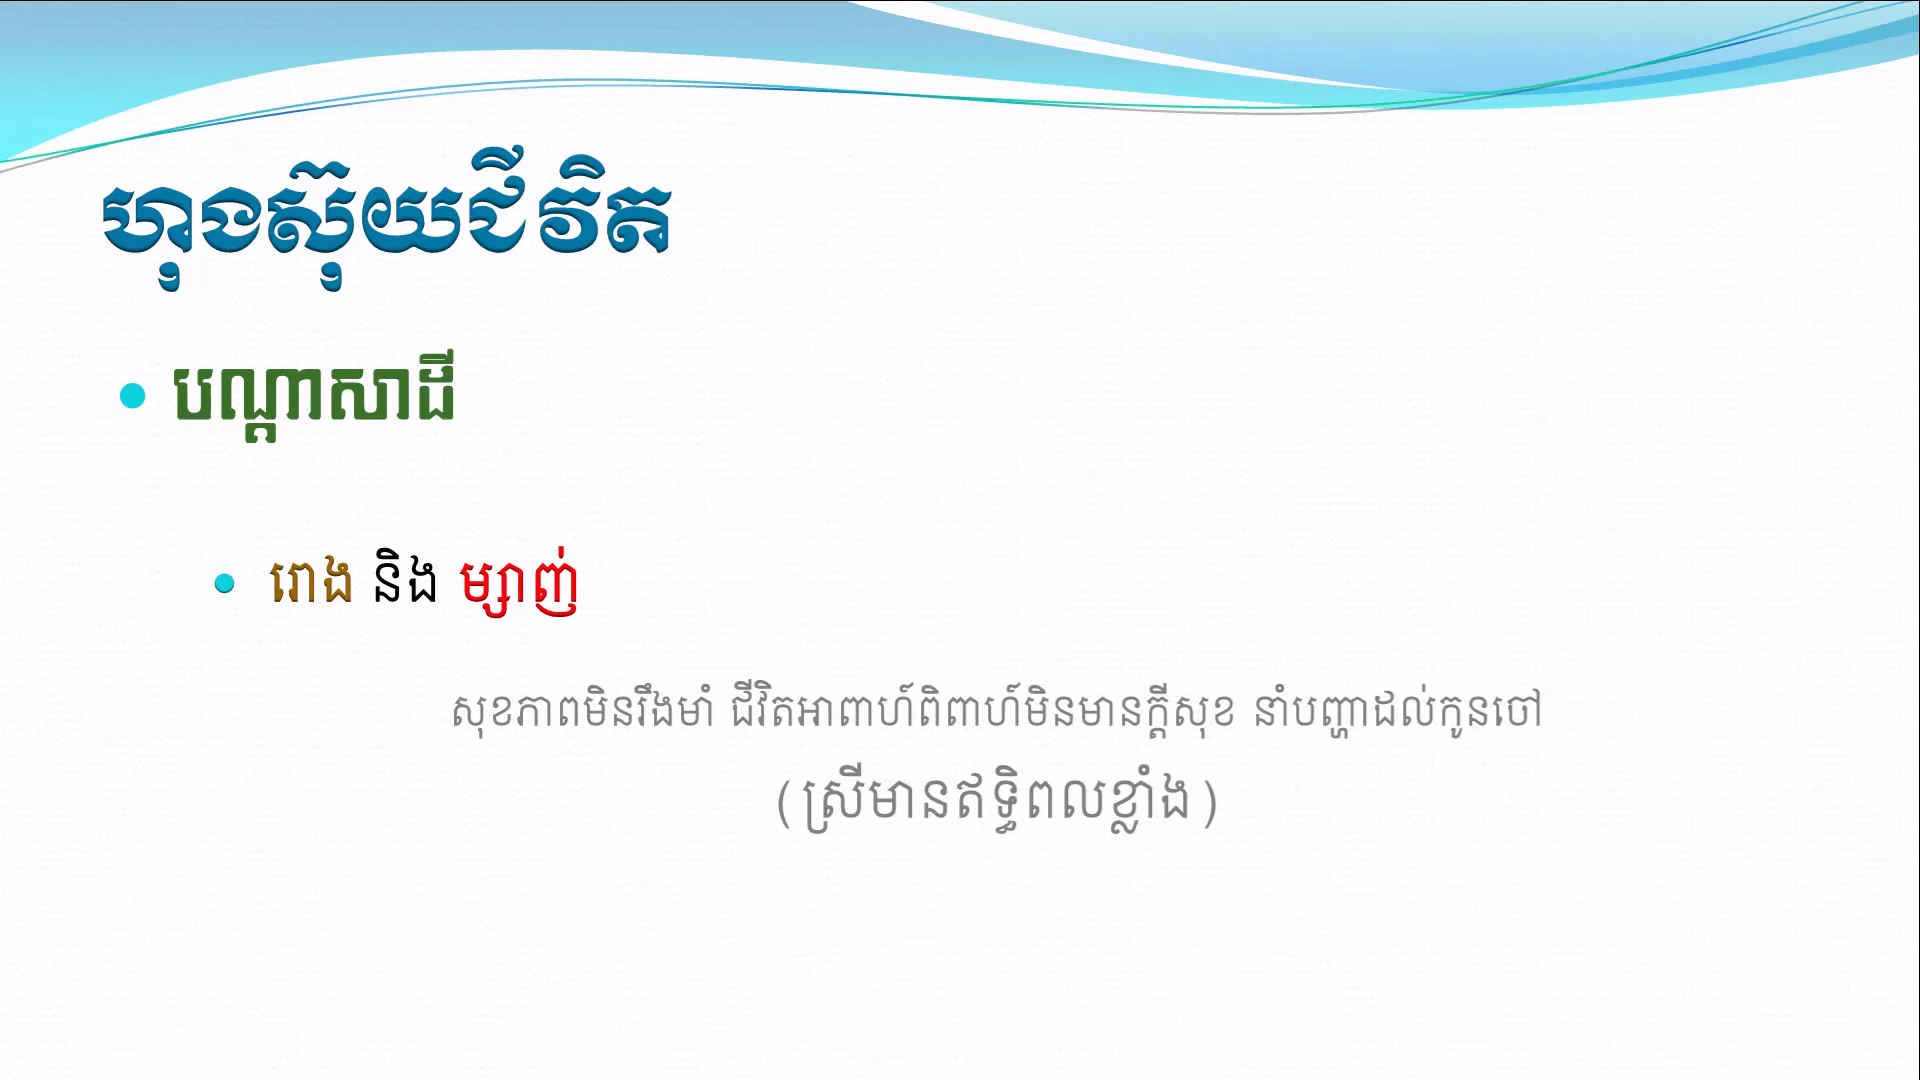 ហុងស៊ុយជីវិត
បណ្តាសាដី
រោង និង ម្សាញ់
សុខភាពមិនរឹងមាំ ជីវិតអាពាហ៍ពិពាហ៍មិនមានក្តីសុខ នាំបញ្ហាដល់កូនចៅ
(ស្រីមានឥទ្ធិពលខ្លាំង)